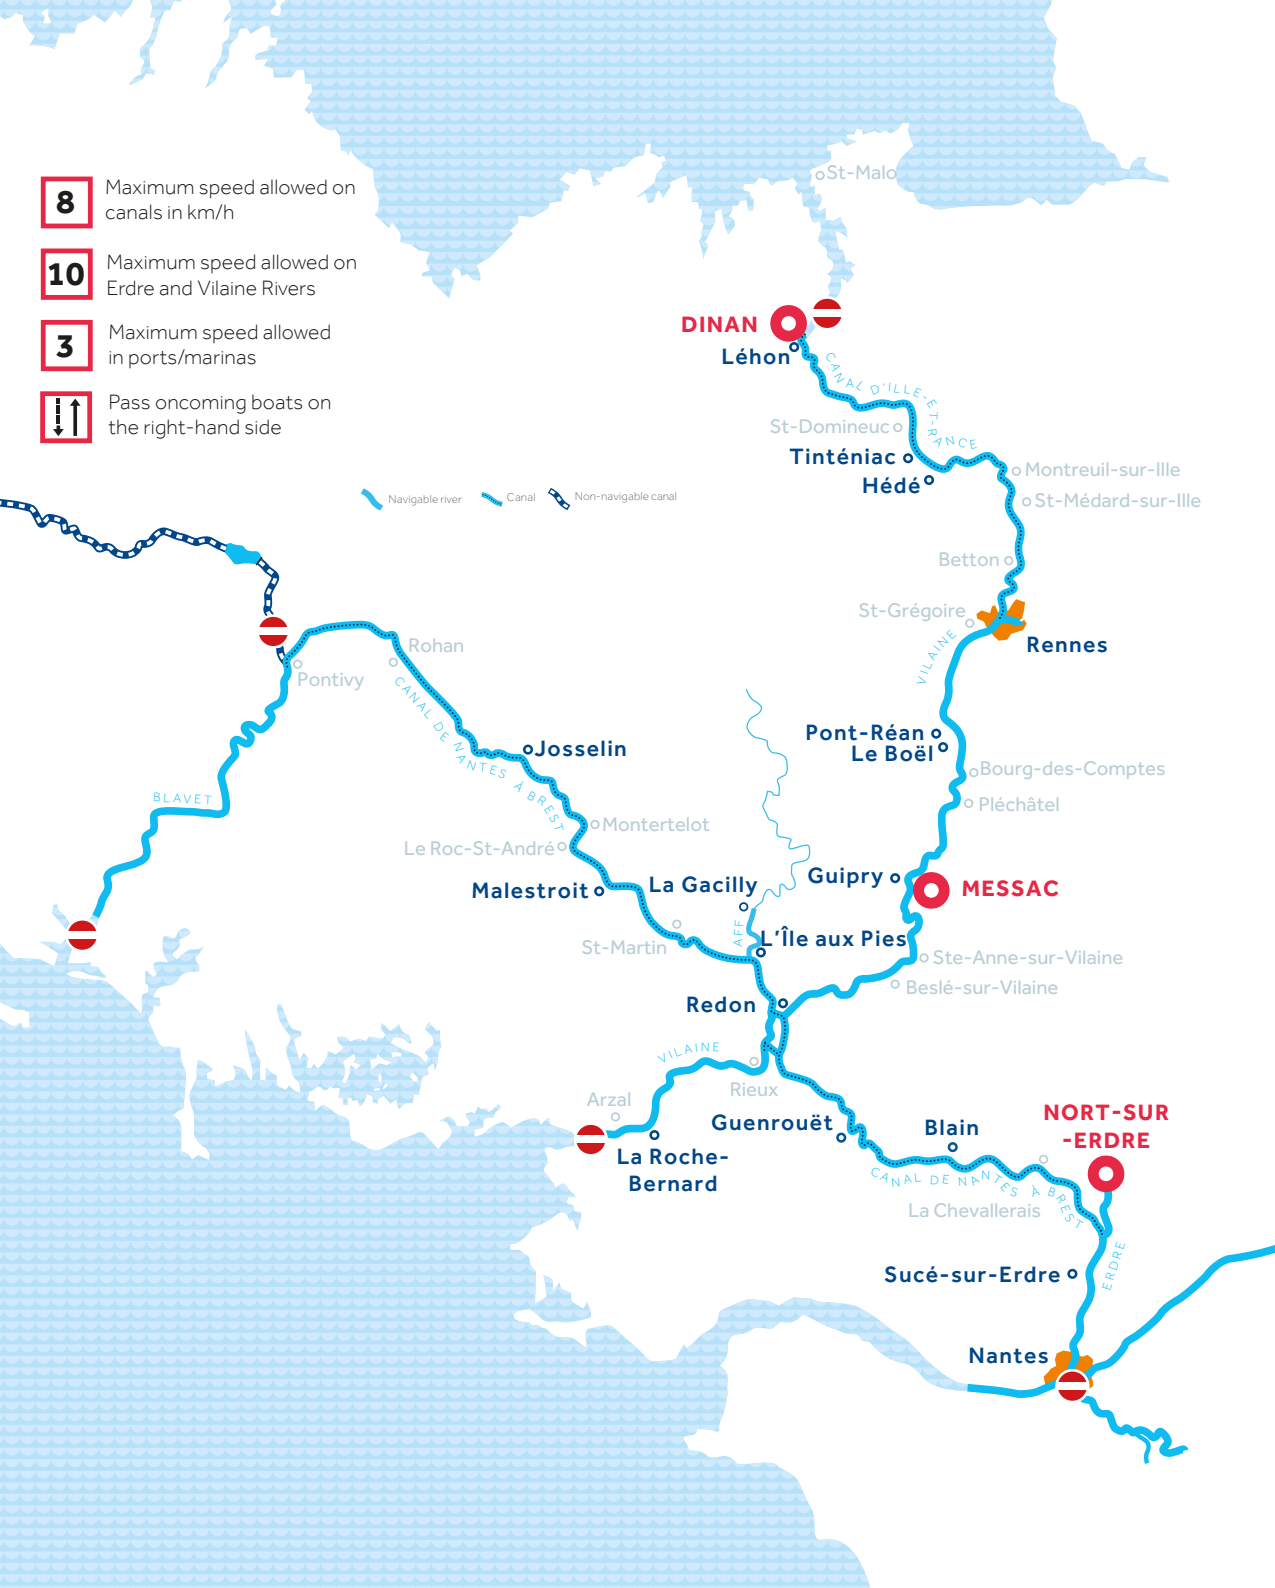 St-Malo
8
Maximum speed allowed on
canals in km/h
10
Maximum speed allowed on
Erdre and Vilaine Rivers
3
Maximum speed allowed
in ports/marinas
Pass oncoming boats on
the right-hand side
Navigable river
Canal
Non-navigable canal
DINAN
Léhon
CANAL D'ILLE-ET-RANCE
St-Domineuc
Tinténiac
Hédé
Montreuil-sur-Ille
St-Médard-sur-Ille
Betton
St-Grégoire
Rennes
VILAINE
Rohan
Pontivy
CANAL DE NANTES À BREST
Josselin
Pont-Réan
Le Boël
Bourg-des-Comptes
Pléchâtel
BLAVET
Montertelot
Le Roc-St-André
Malestroit
La Gacilly
Guipry
MESSAC
AFF
L'Île aux Pies
St-Martin
Ste-Anne-sur-Vilaine
Beslé-sur-Vilaine
Redon
VILAINE
Rieux
Arzal
La Roche-
Bernard
Guenrouët
Blain
NORT-SUR
-ERDRE
CANAL DE NANTES À BREST
La Chevallerais
ERDRE
Sucé-sur-Erdre
Nantes